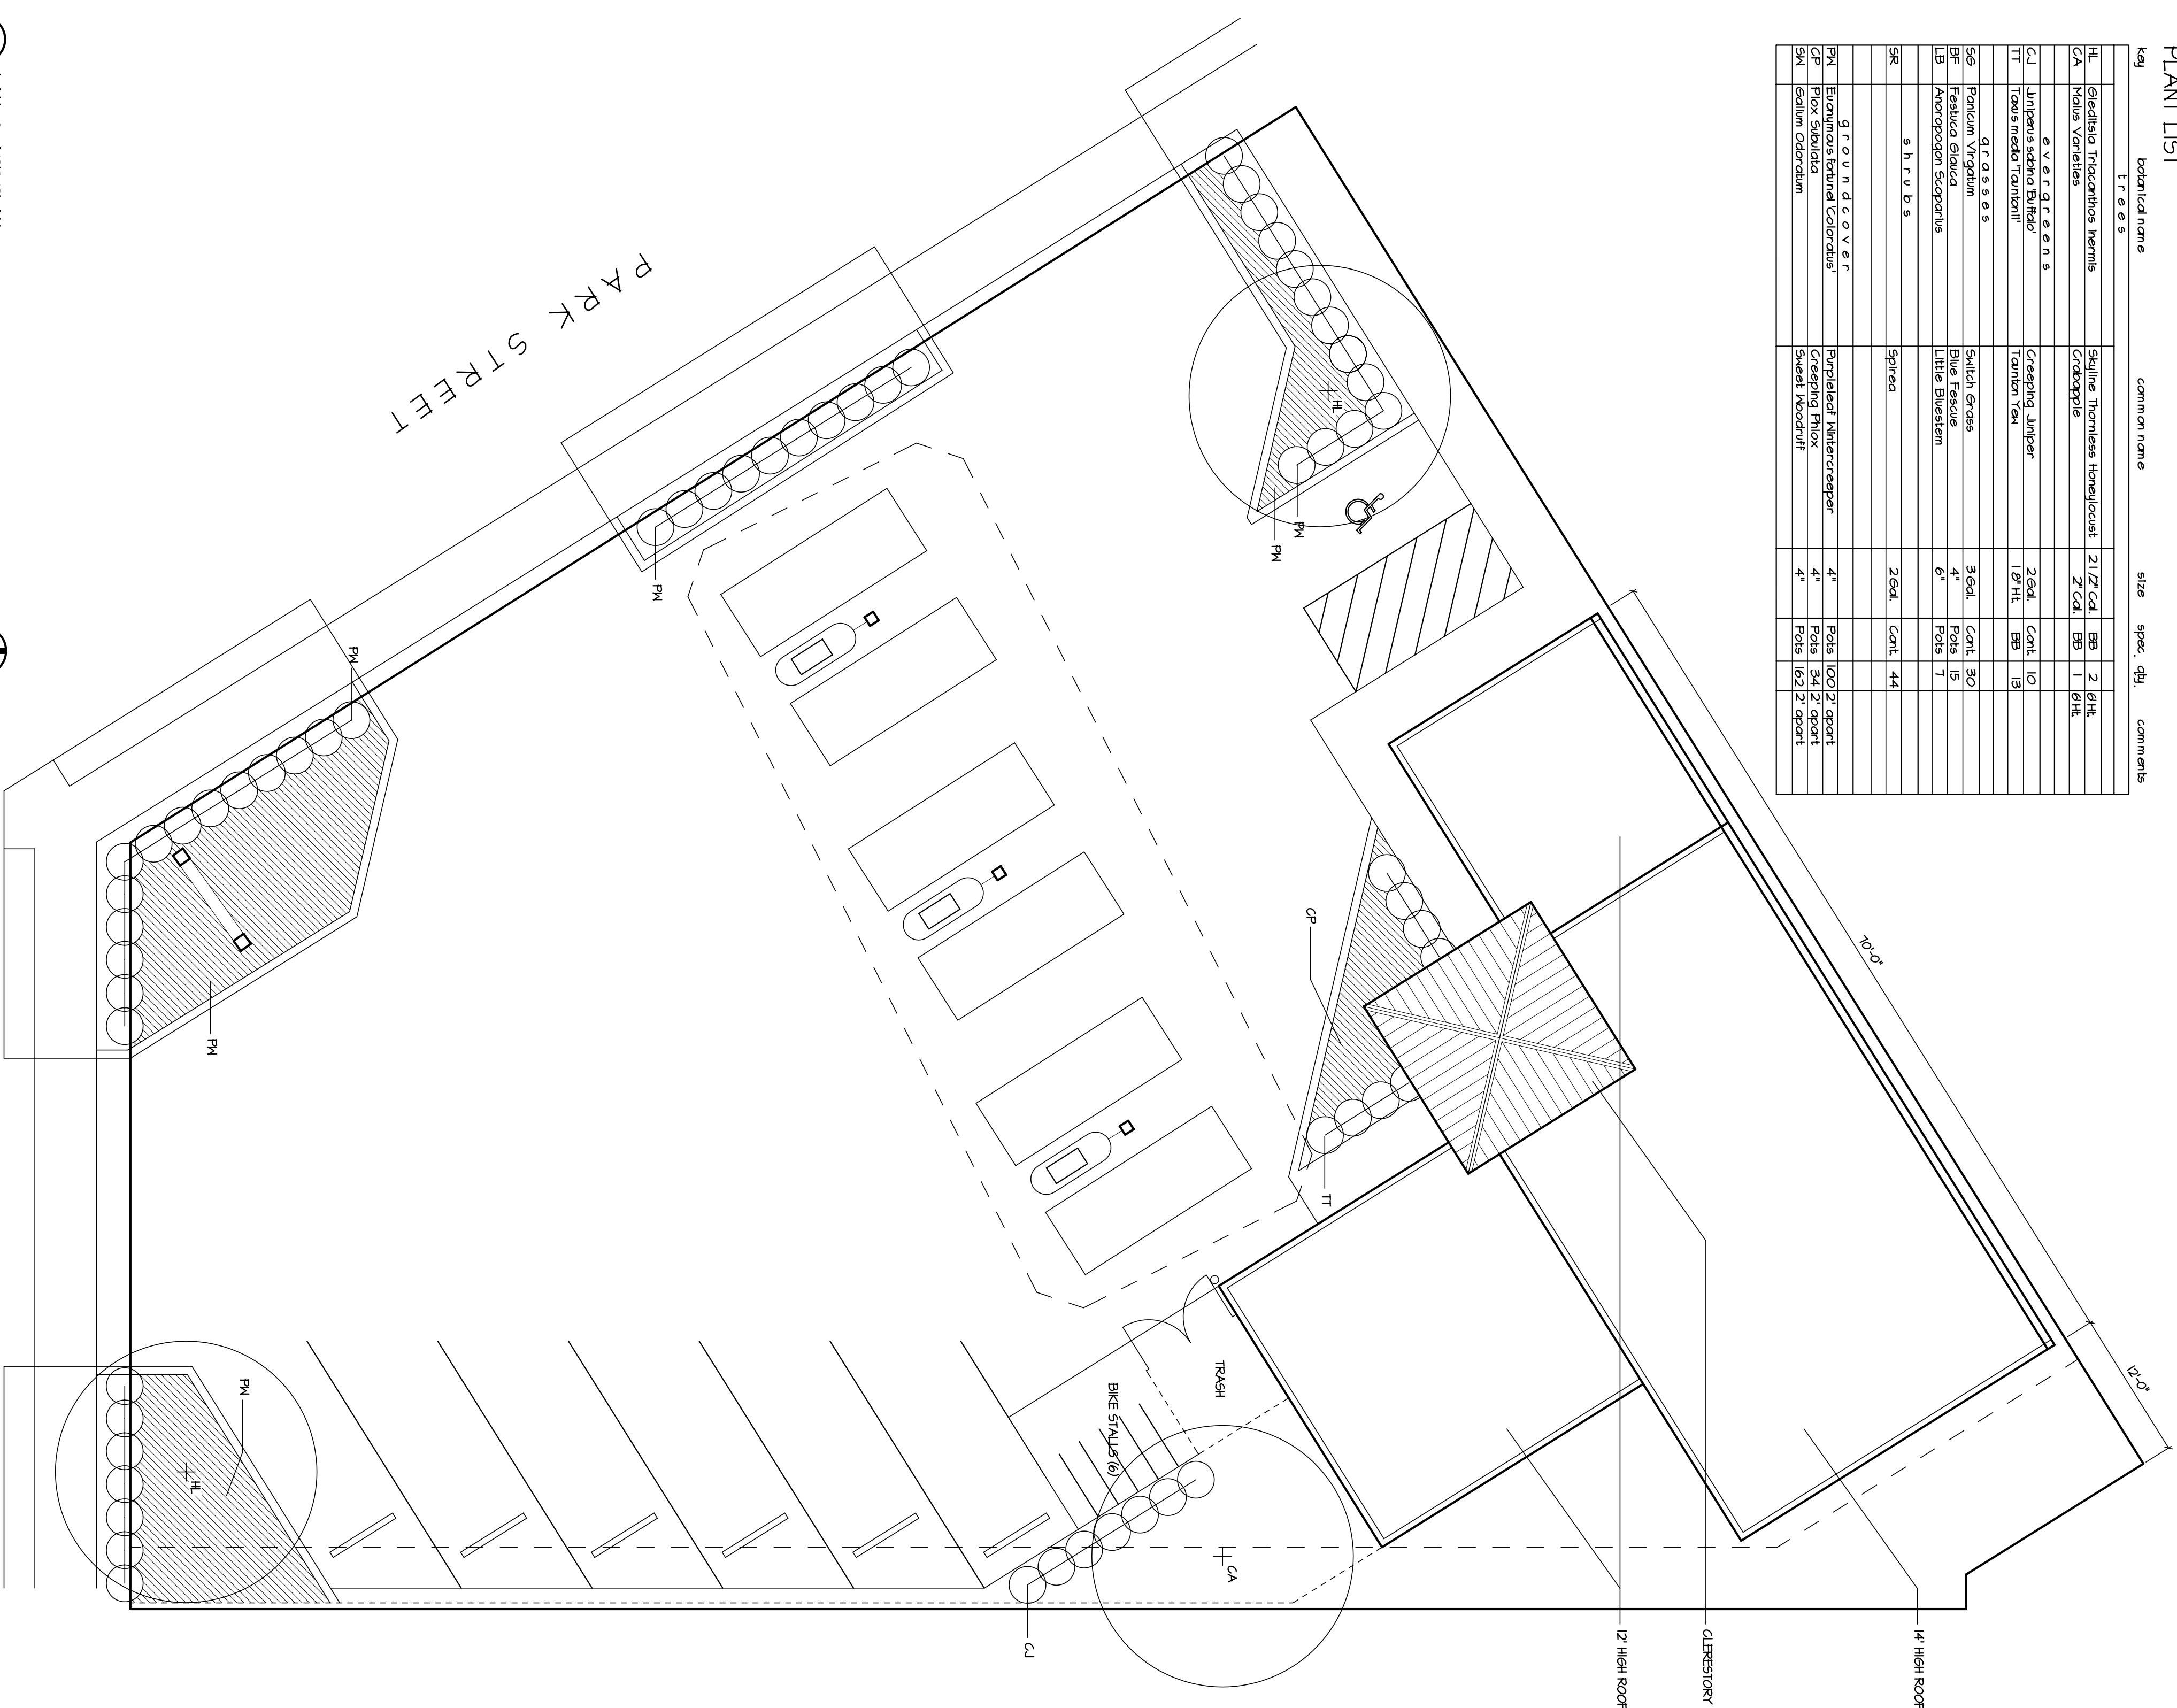 PLANT LIST
key botanical name common name size spec. qty. comments
trees
HL Gleditsia Triacanthos Inermis Skyline Thornless Honeylocust 2 1/2" Cal. BB 2 6' Ht.
CA Malus Varieties Crabapple 2" Cal. BB 1 6' Ht.
evergreens
CJ Juniperus sabina 'Buffalo' Creeping Juniper 2 Gal. Cont. 10
TT Taxus media 'Tauntonii' Taunton Yew 18" Ht. BB 13
grasses
SG Panicum Virgatum Switch Grass 3 Gal. Cont. 30
BF Festuca Glauca Blue Fescue 4" Pots 15
LB Anoropogon Scoparius Little Bluestem 6" Pots 7
shrubs
SR Spirea 2 Gal. Cont. 44
groundcover
PW Euonymous fortunei 'Coloratus' Purpleleaf Wintercreeper 4" Pots 100 2' apart
CP Plox Subulata Creeping Phlox 4" Pots 34 2' apart
SW Galium Odoratum Sweet Woodruff 4" Pots 162 2' apart
PARK STREET
HL
PW
PW
PW
PW
PW
CP
TT
70'-0"
12'-0"
TRASH
BIKE STALLS (6)
PW
HL
CA
CJ
12' HIGH ROOF
CLERESTORY
14' HIGH ROOF